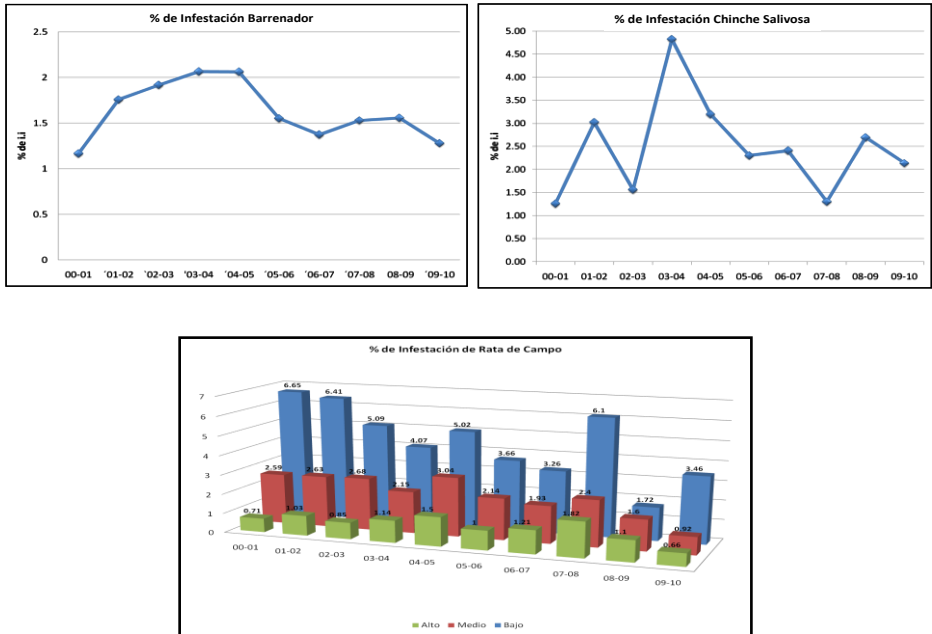 % de Infestación Barrenador
2.5
2
1.5
1
0.5
0
% de i.i
00-01 ´01-02 ´02-03 ´03-04 ´04-05 ´05-06 ´06-07 ´07-08 08-09 ´09-10
% de Infestación Chinche Salivosa
5.00
4.50
4.00
3.50
3.00
2.50
2.00
1.50
1.00
0.50
0.00
% de i.i
00-01 01-02 02-03 03-04 04-05 05-06 06-07 07-08 08-09 09-10
% de Infestación de Rata de Campo
7
6
5
4
3
2
1
0
6.65 6.41 5.09 4.07 5.02 3.66 3.26 6.1 1.72 3.46
2.59 2.63 2.68 2.15 3.04 2.14 1.93 2.4 1.6 0.92
0.71 1.03 0.85 1.14 1.5 1 1.21 1.82 1.1 0.66
00-01 01-02 02-03 03-04 04-05 05-06 06-07 07-08 08-09 09-10
Alto Medio Bajo